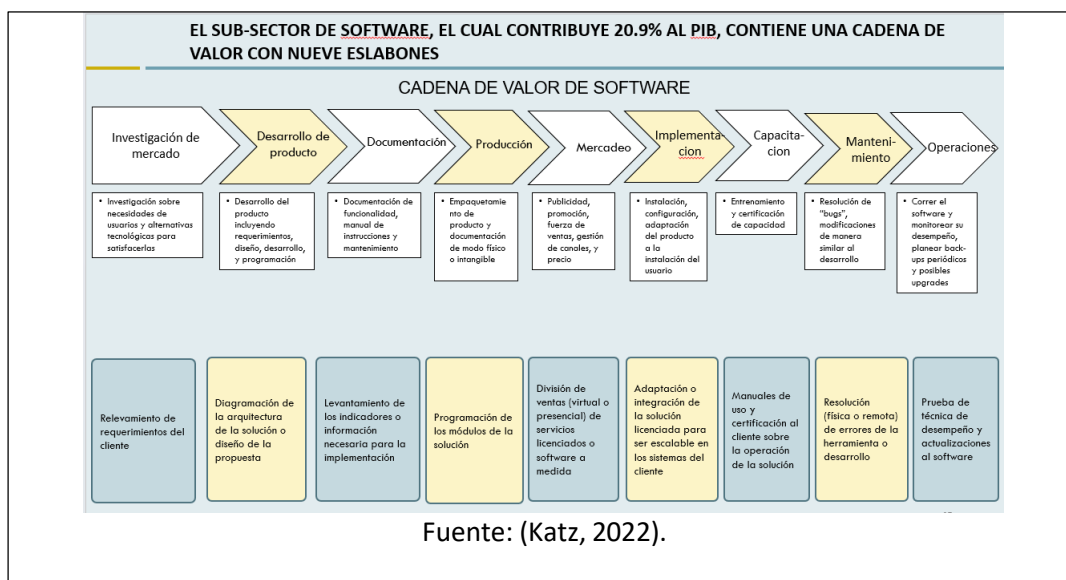 EL SUB-SECTOR DE SOFTWARE, EL CUAL CONTRIBUYE 20.9% AL PIB, CONTIENE UNA CADENA DE
VALOR CON NUEVE ESLABONES
CADENA DE VALOR DE SOFTWARE
Investigación de
mercado
Desarrollo de
producto
Documentación
Producción
Mercadeo
Implementa-
cion
Capacita-
cion
Manteni-
miento
Operaciones
• Investigación sobre
necesidades de
usuarios y alternativas
tecnológicas para
satisfacerlas
• Desarrollo del
producto
incluyendo
requerimientos,
diseño, desarrollo,
y programación
• Documentación de
funcionalidad,
manual de
instrucciones y
mantenimiento
• Empaquetamie
nto de
producto y
documentación
de modo físico
o intangible
• Publicidad,
promoción,
fuerza de
ventas, gestión
de canales, y
precio
• Instalación,
configuración,
adaptación del
producto a la
instalación del
usuario
• Entrenamiento
y certificación
de capacidad
• Resolución de
"bugs",
modificaciones
de manera
similar al
desarrollo
• Correr el
software y
monitorear su
desempeño,
planear back-
ups periódicos
y posibles
upgrades
Relevamiento de
requerimientos del
cliente
Diagramación de
la arquitectura
de la solución o
diseño de la
propuesta
Levantamiento de
los indicadores o
información
necesaria para la
implementación
Programación de
los módulos de la
solución
División de
ventas (virtual o
presencial) de
servicios
licenciados o
software a
medida
Adaptación o
integración de
la solución
licenciada para
ser escalable en
los sistemas del
cliente
Manuales de
uso y
certificación al
cliente sobre
la operación
de la solución
Resolución
(física o remota)
de errores de la
herramienta o
desarrollo
Prueba de
técnica de
desempeño y
actualizaciones
al software
Fuente: (Katz, 2022).